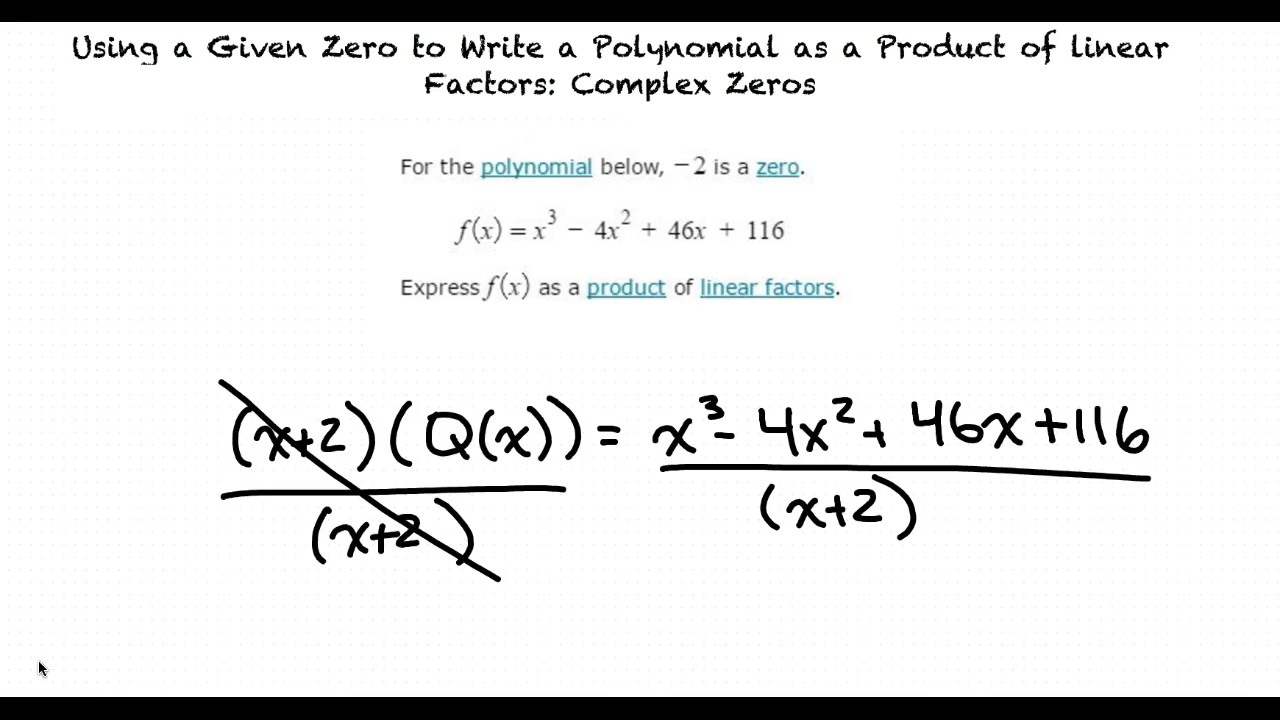 Using a Given Zero to Write a Polynomial as a Product of linear
Factors: Complex Zeros
For the polynomial below, −2 is a zero.
f(x) = x³ − 4x² + 46x + 116
Express f(x) as a product of linear factors.
(x+2)(Q(x)) = x³ - 4x² + 46x + 116
(x+2) (x+2)